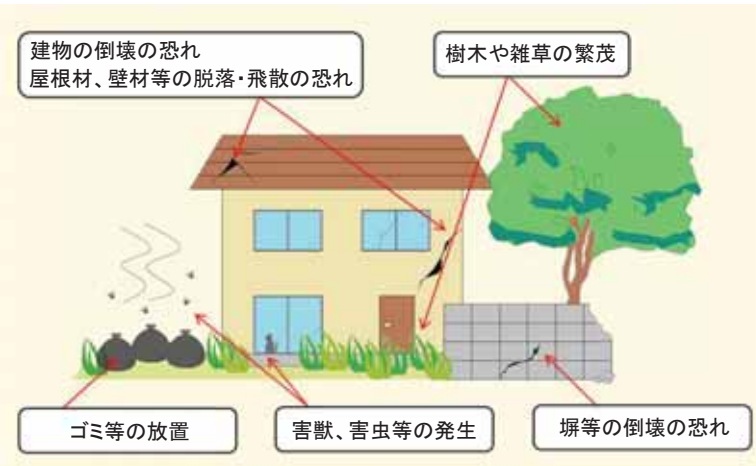 建物の倒壊の恐れ
屋根材、壁材等の脱落・飛散の恐れ
樹木や雑草の繁茂
ゴミ等の放置
害獣、害虫等の発生
塀等の倒壊の恐れ